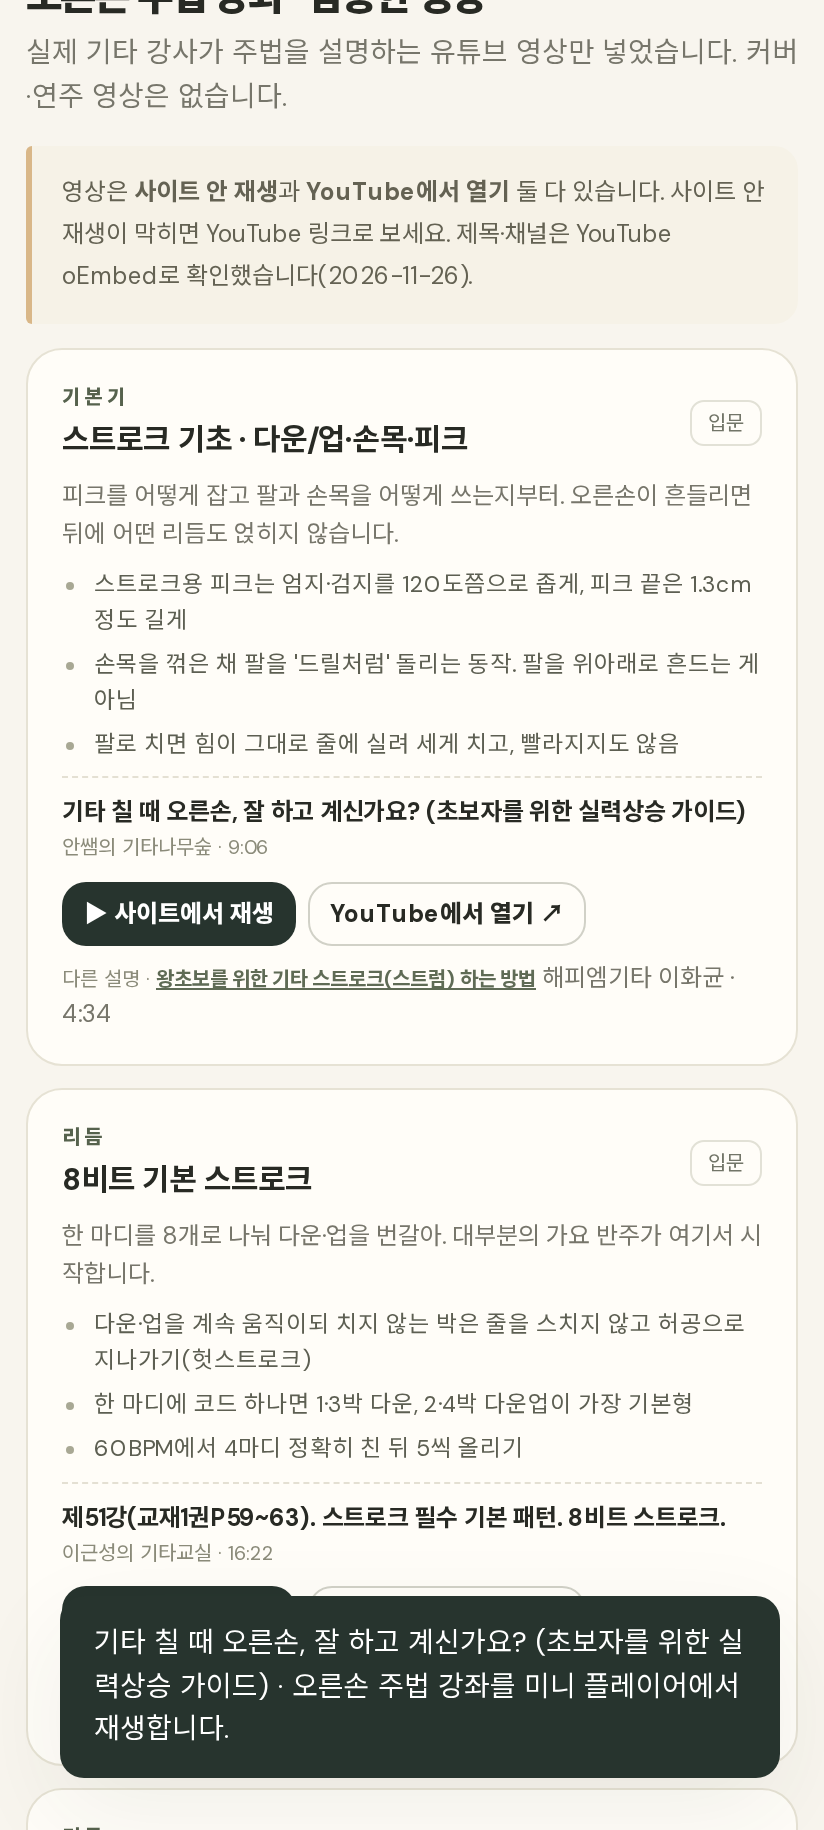 실제 기타 강사가 주법을 설명하는 유튜브 영상만 넣었습니다. 커버
·연주 영상은 없습니다.
영상은 사이트 안 재생과 YouTube에서 열기 둘 다 있습니다. 사이트 안
재생이 막히면 YouTube 링크로 보세요. 제목·채널은 YouTube
oEmbed로 확인했습니다(2026-11-26).
기본기
스트로크 기초 · 다운/업·손목·피크
입문
피크를 어떻게 잡고 팔과 손목을 어떻게 쓰는지부터. 오른손이 흔들리면
뒤에 어떤 리듬도 얹히지 않습니다.
스트로크용 피크는 엄지·검지를 120도쯤으로 좁게, 피크 끝은 1.3cm
정도 길게
손목을 꺾은 채 팔을 '드릴처럼' 돌리는 동작. 팔을 위아래로 흔드는 게
아님
팔로 치면 힘이 그대로 줄에 실려 세게 치고, 빨라지지도 않음
기타 칠 때 오른손, 잘 하고 계신가요? (초보자를 위한 실력상승 가이드)
안쌤의 기타나무숲 · 9:06
▶ 사이트에서 재생
YouTube에서 열기 ↗
다른 설명 · 왕초보를 위한 기타 스트로크(스트럼) 하는 방법 해피엠기타 이화균 ·
4:34
리듬
8비트 기본 스트로크
입문
한 마디를 8개로 나눠 다운·업을 번갈아. 대부분의 가요 반주가 여기서 시
작합니다.
다운·업을 계속 움직이되 치지 않는 박은 줄을 스치지 않고 허공으로
지나가기(헛스트로크)
한 마디에 코드 하나면 1·3박 다운, 2·4박 다운업이 가장 기본형
60BPM에서 4마디 정확히 친 뒤 5씩 올리기
제51강(교재1권P59~63). 스트로크 필수 기본 패턴. 8비트 스트로크.
이근성의 기타교실 · 16:22
기타 칠 때 오른손, 잘 하고 계신가요? (초보자를 위한 실
력상승 가이드) · 오른손 주법 강좌를 미니 플레이어에서
재생합니다.